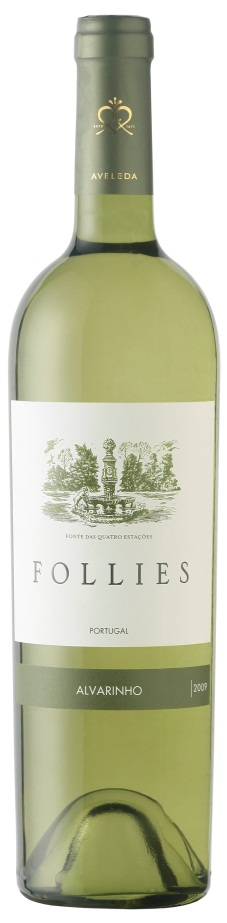 AVELEDA
FONTE DAS QUATRO ESTAÇÕES
FOLLIES
PORTUGAL
ALVARINHO 2009